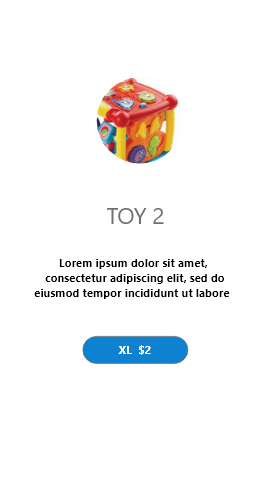 TOY 2
Lorem ipsum dolor sit amet,
consectetur adipiscing elit, sed do
eiusmod tempor incididunt ut labore
XL $2